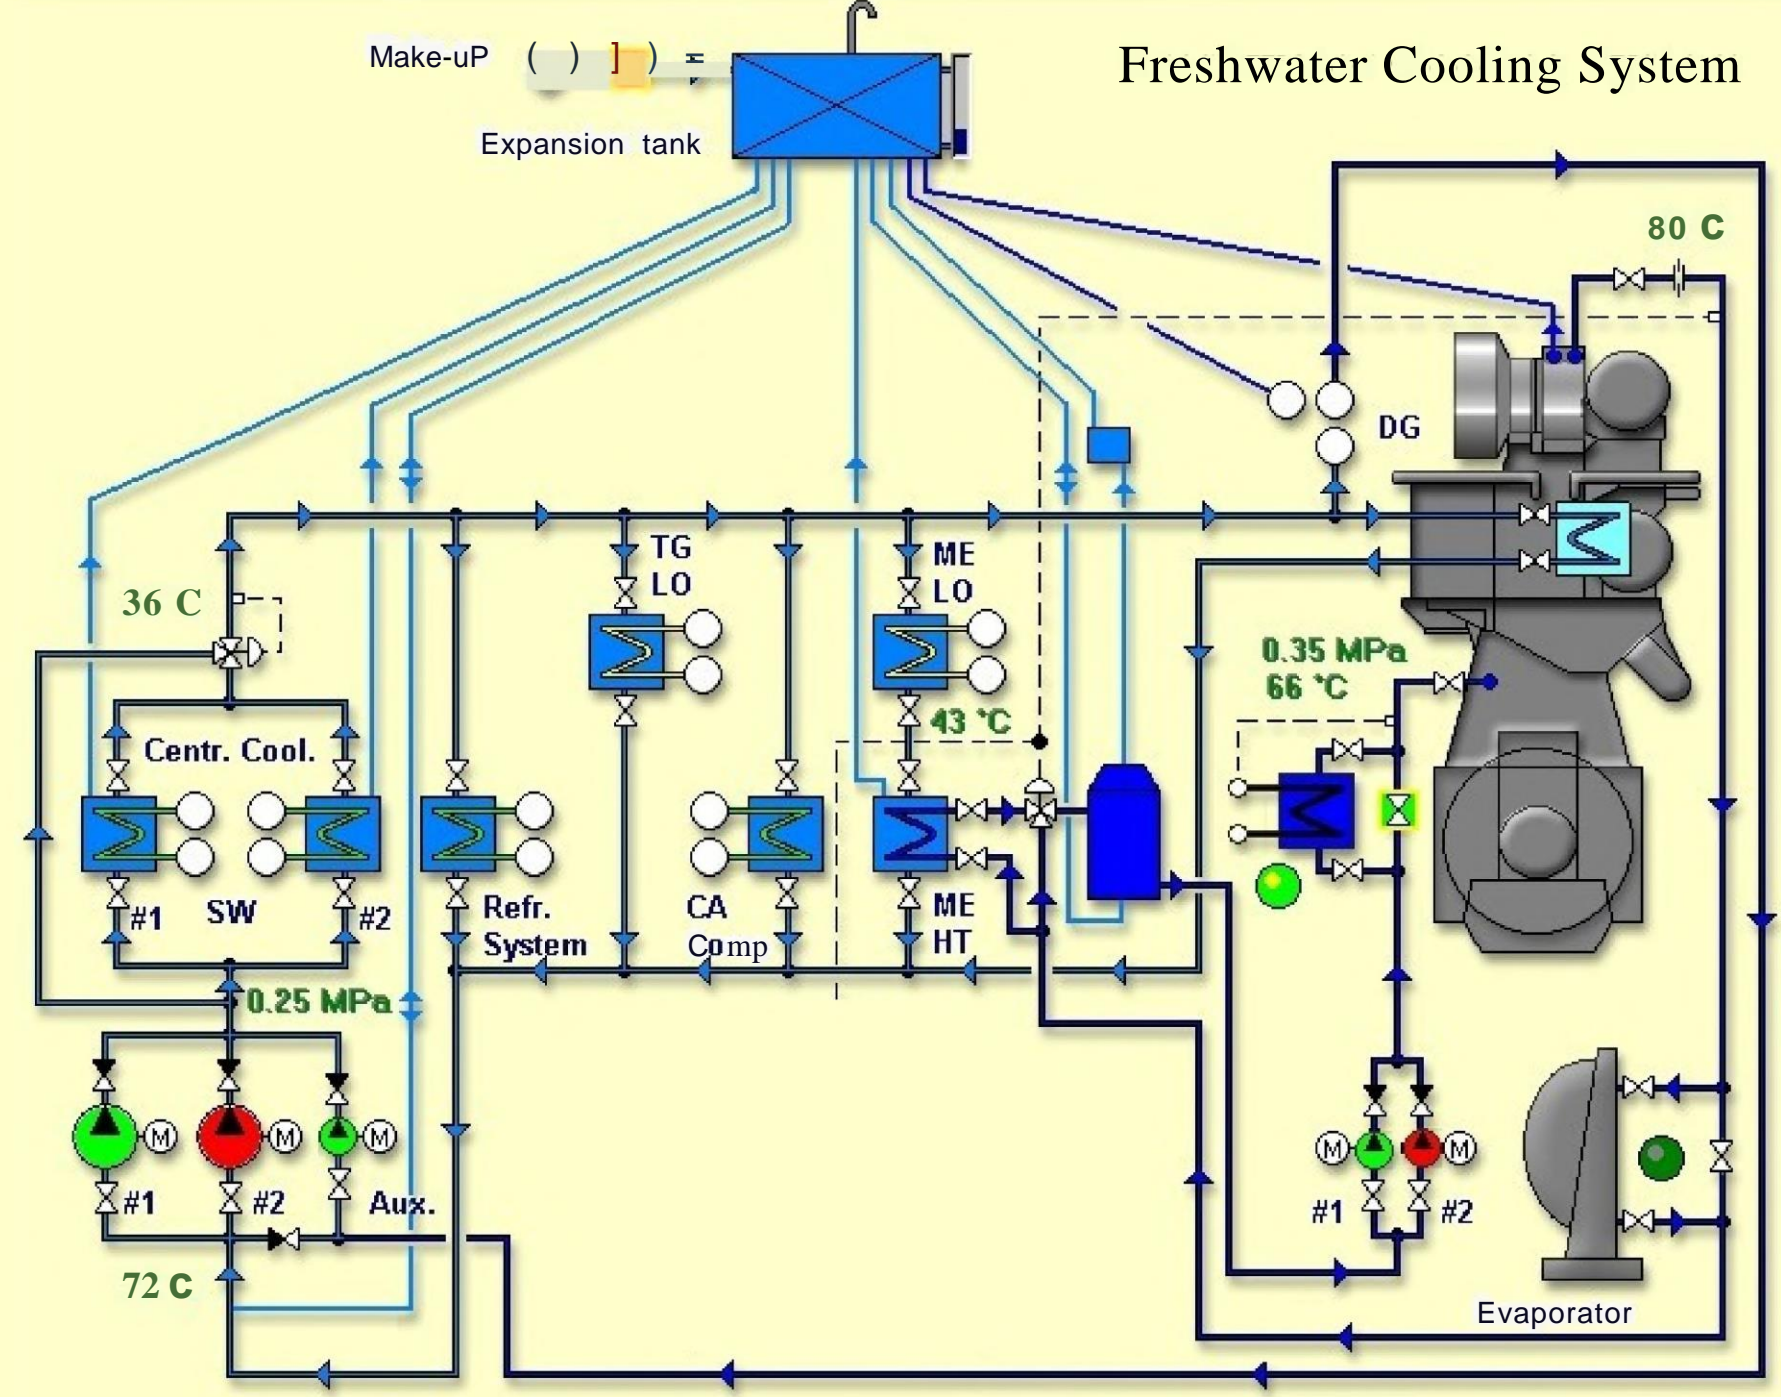 Make-uP ( ) ] )
Freshwater Cooling System
Expansion tank
80 C
DG
TG
LO
ME
LO
36 C
0.35 MPa
66 °C
43 °C
Centr. Cool.
#1
SW
#2
Refr.
System
CA
Comp
ME
HT
0.25 MPa
M
M
M
M
M
#1
#2
Aux.
#1
#2
72 C
Evaporator